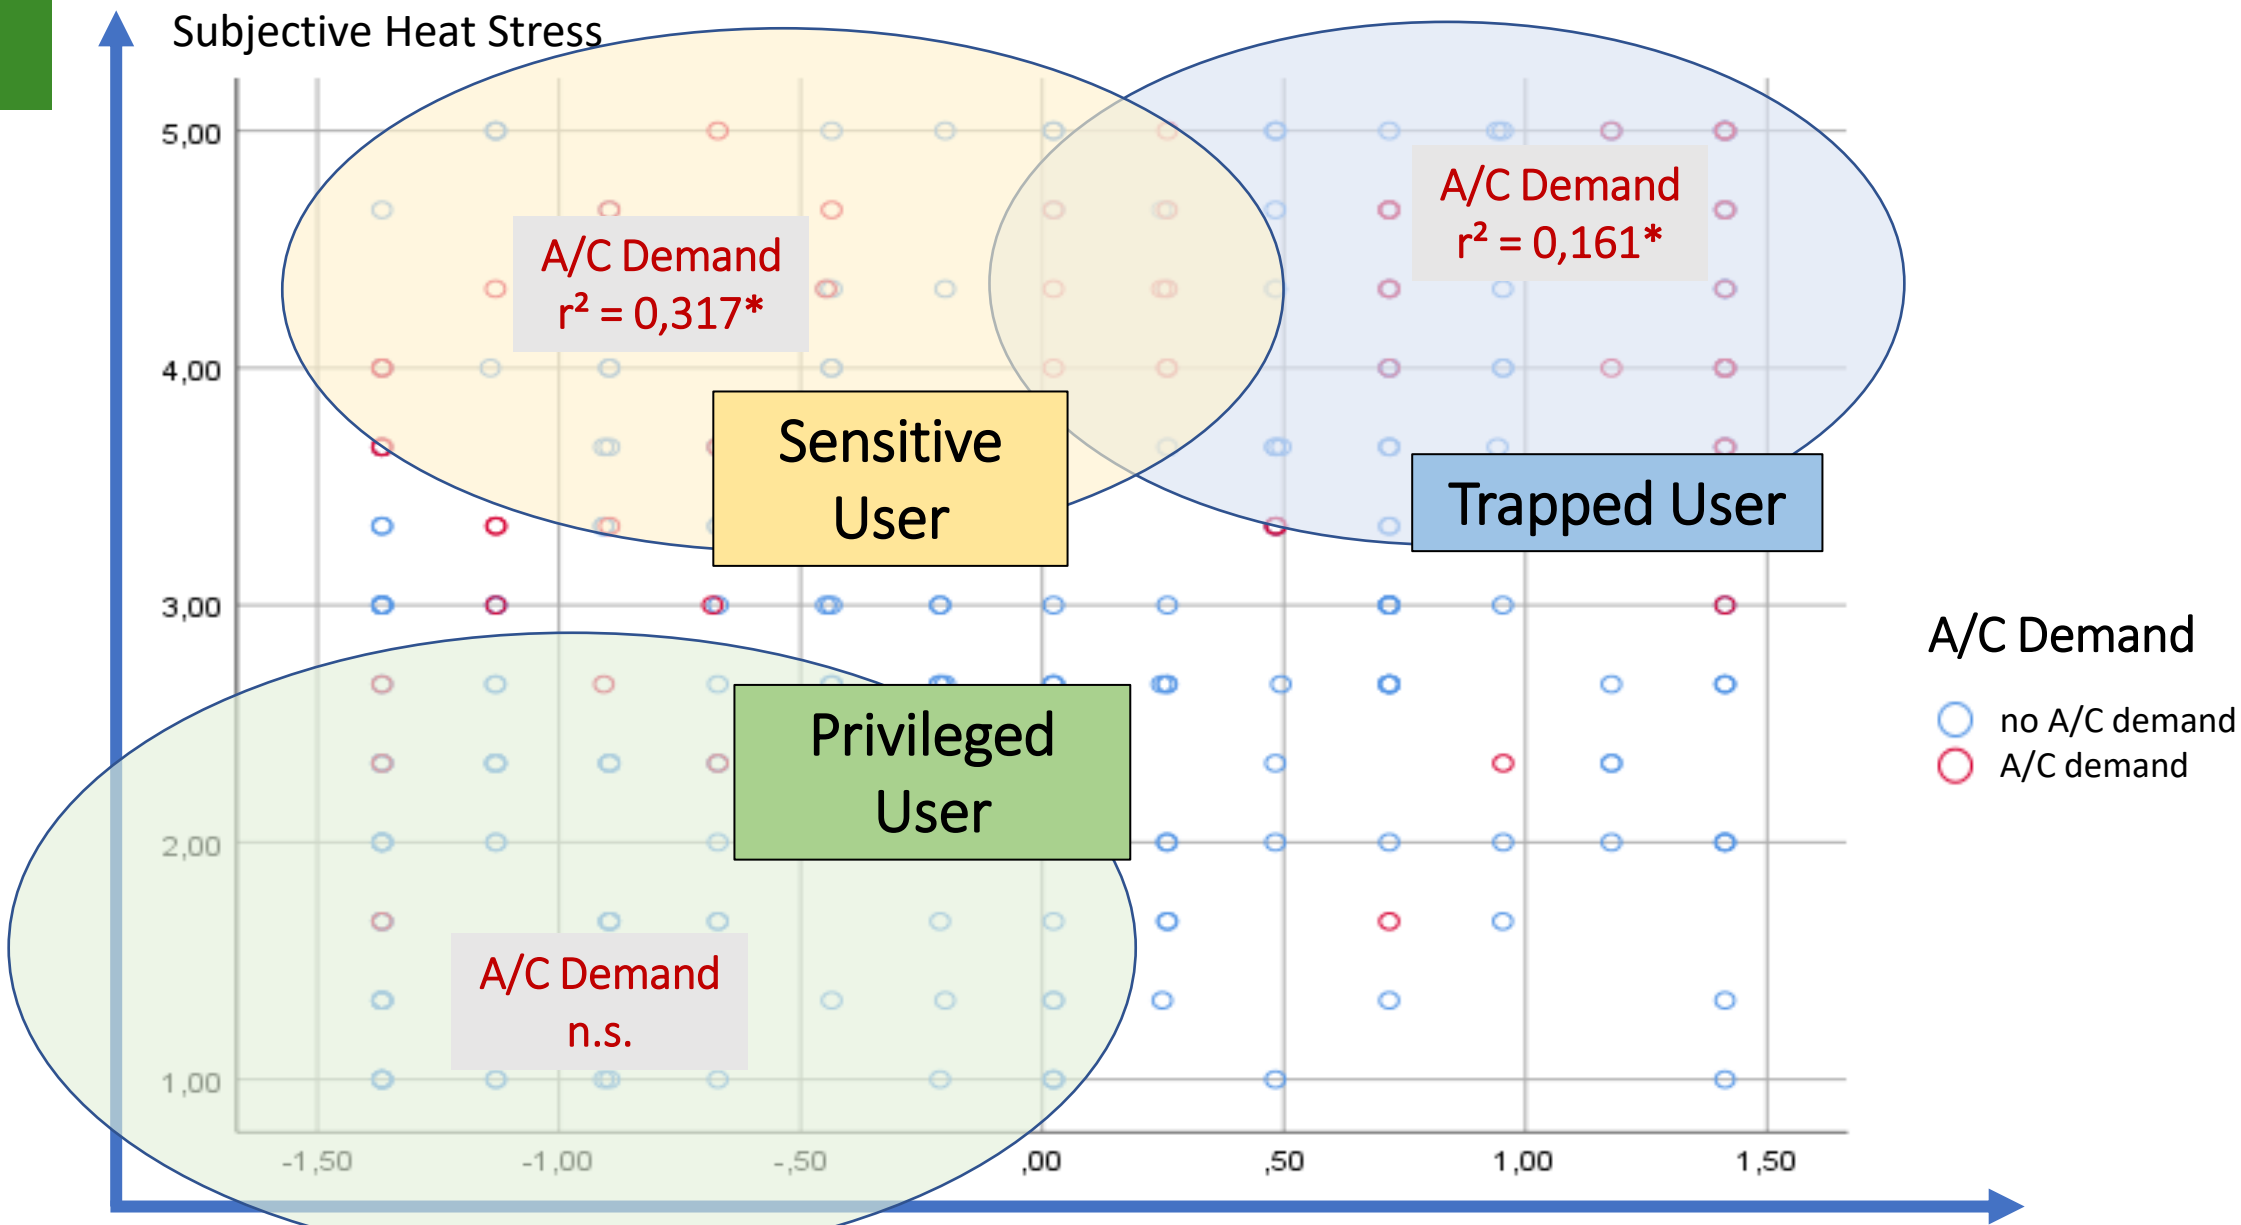 Subjective Heat Stress
5,00
4,00
3,00
2,00
1,00
A/C Demand
r² = 0,317*
A/C Demand
r² = 0,161*
Sensitive
User
Trapped User
Privileged
User
A/C Demand
n.s.
A/C Demand
no A/C demand
A/C demand
-1,50
-1,00
-,50
,00
,50
1,00
1,50